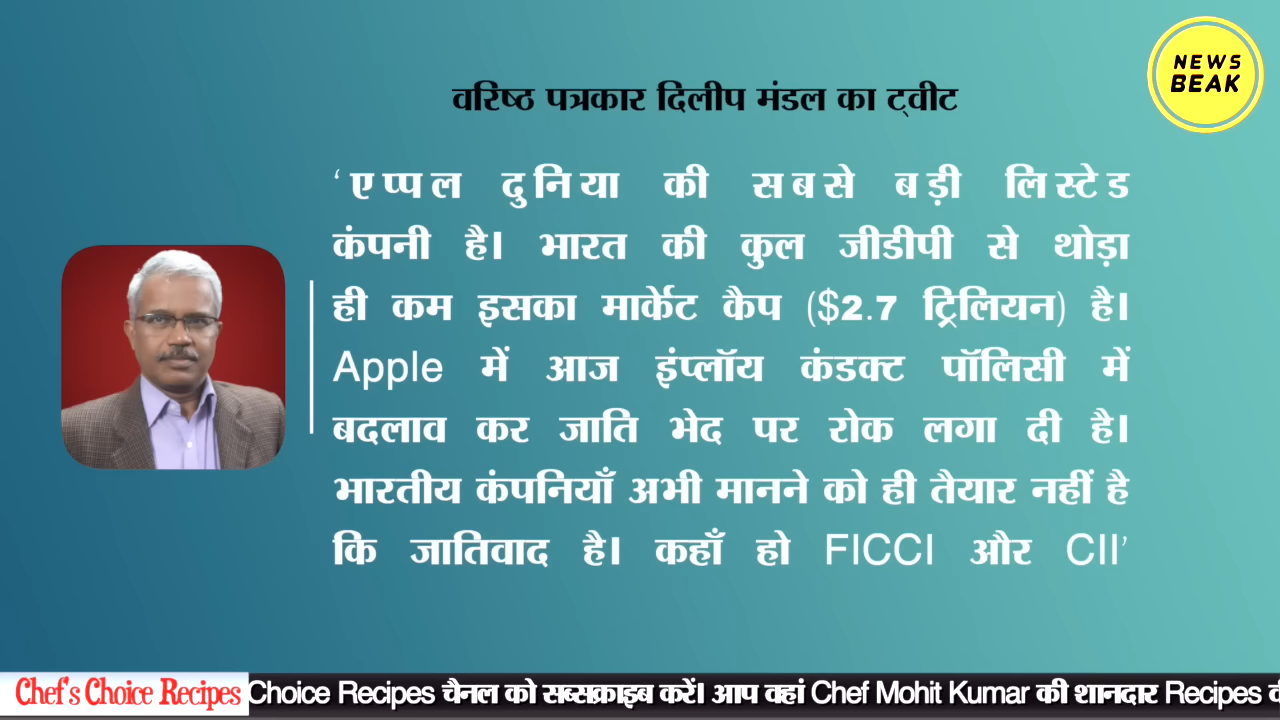 NEWS
BEAK
वरिष्ठ पत्रकार दिलीप मंडल का ट्वीट
‘एप्पल दुनिया की सबसे बड़ी लिस्टेड
कंपनी है। भारत की कुल जीडीपी से थोड़ा
ही कम इसका मार्केट कैप ($2.7 ट्रिलियन) है।
Apple में आज इंप्लॉय कंडक्ट पॉलिसी में
बदलाव कर जाति भेद पर रोक लगा दी है।
भारतीय कंपनियाँ अभी मानने को ही तैयार नहीं है
कि जातिवाद है। कहाँ हो FICCI और CII’
Chef's Choice Recipes
Choice Recipes चैनल को सब्सक्राइब करें। आप वहां Chef Mohit Kumar की शानदार Recipes